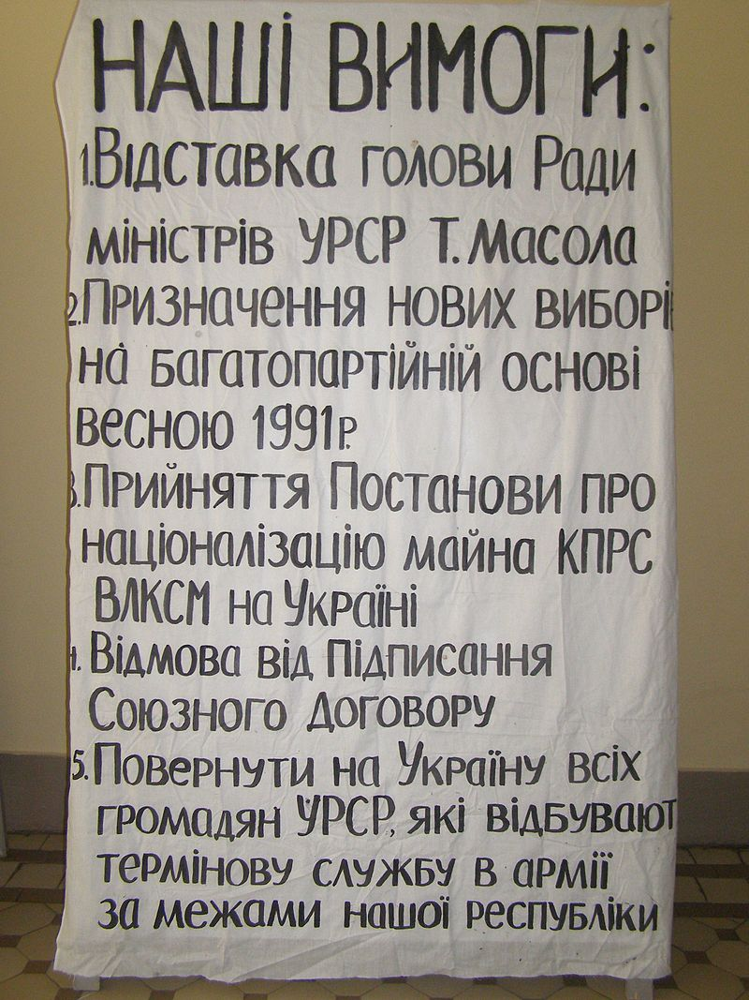 НАШІ ВИМОГИ:
1.Відставка голови Ради
міністрів УРСР Т. Масола
2.Призначення нових виборі
на багатопартійній основі
весною 1991р.
3.Прийняття Постанови про
націоналізацію майна КПРС
ВЛКСМ на Україні
4. Відмова від підписання
Союзного договору
5.Повернути на Україну всіх
громадян УРСР, які відбувают
термінову службу в армії
за межами нашої республіки